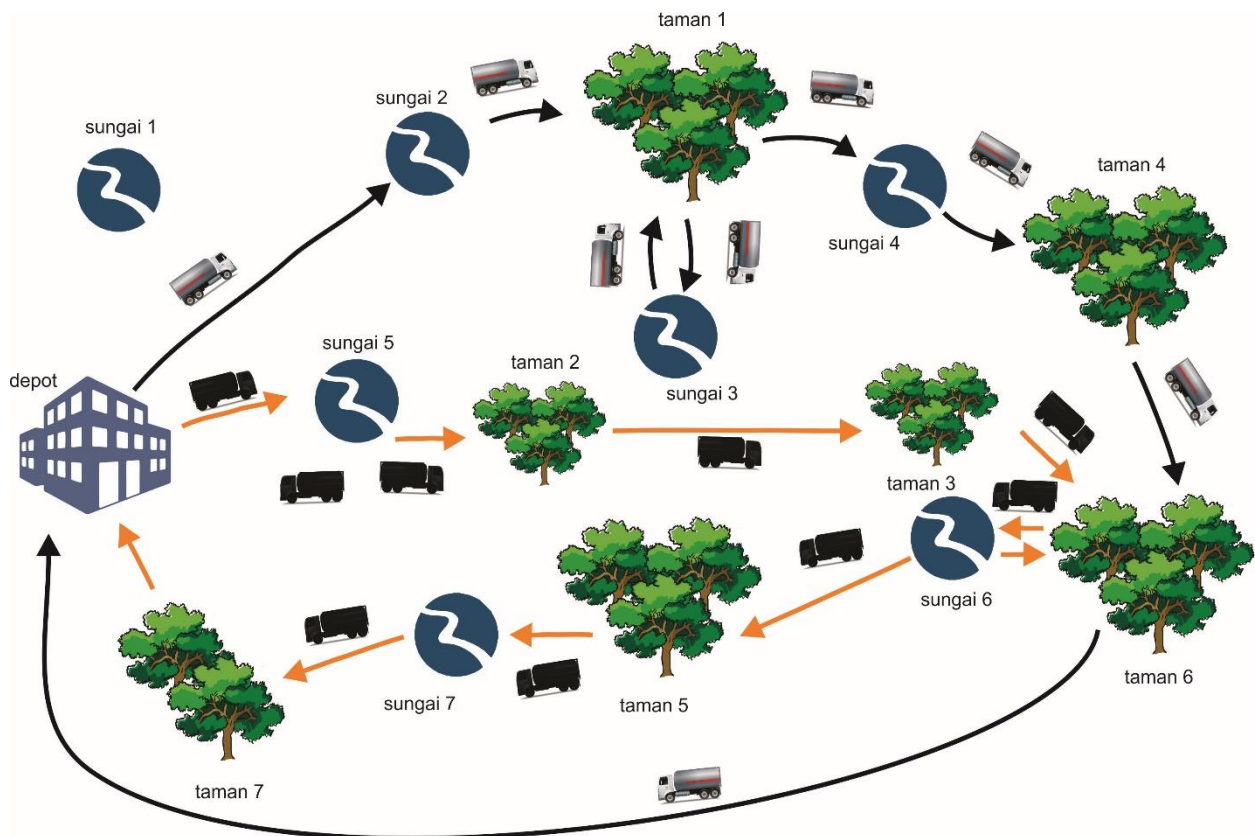 taman 1
sungai 2
sungai 1
taman 4
sungai 4
sungai 5
taman 2
sungai 3
depot
taman 3
sungai 6
taman 6
sungai 7
taman 5
taman 7